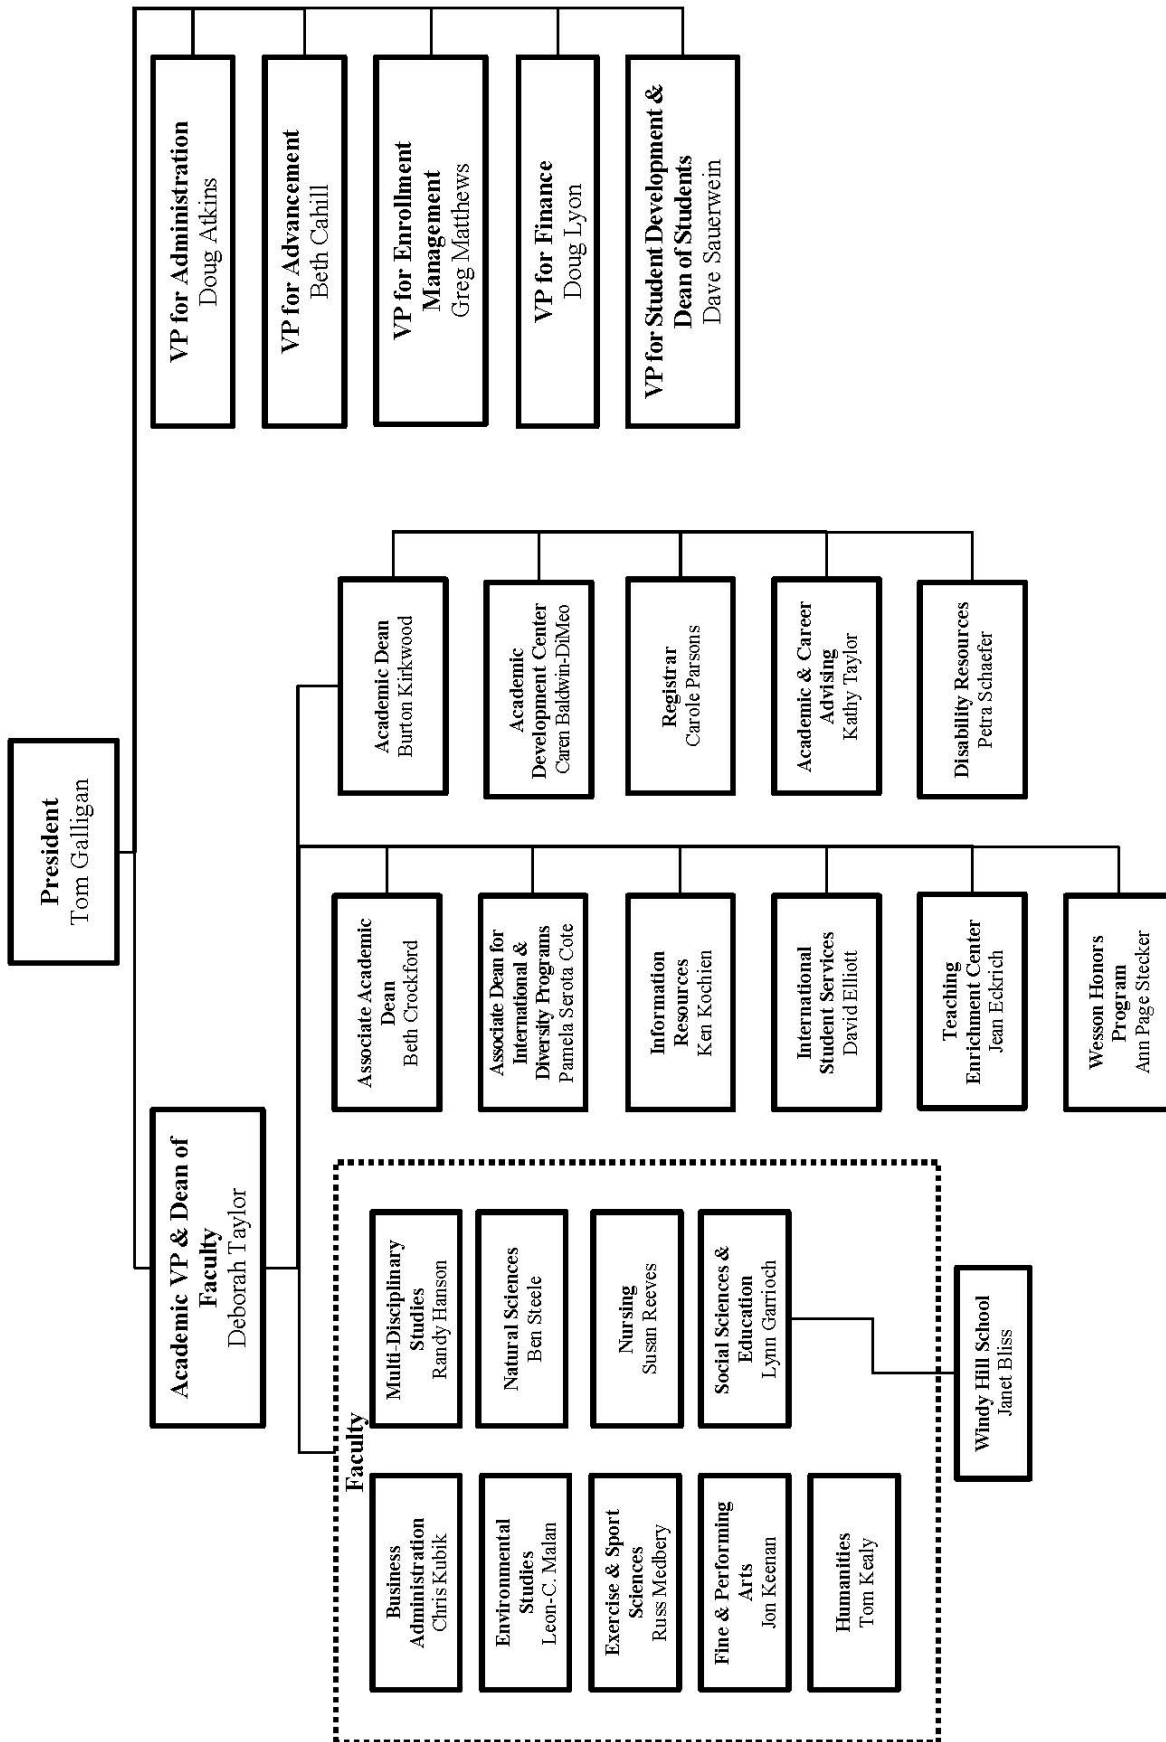 President
Tom Galligan
Academic VP & Dean of
Faculty
Deborah Taylor
VP for Administration
Doug Atkins
VP for Advancement
Beth Cahill
VP for Enrollment
Management
Greg Matthews
VP for Finance
Doug Lyon
VP for Student Development &
Dean of Students
Dave Sauerwein
Faculty
Business
Administration
Chris Kubik
Environmental
Studies
Leon-C. Malan
Exercise & Sport
Sciences
Russ Medbery
Fine & Performing
Arts
Jon Keenan
Humanities
Tom Kealy
Multi-Disciplinary
Studies
Randy Hanson
Natural Sciences
Ben Steele
Nursing
Susan Reeves
Social Sciences &
Education
Lynn Garrioch
Windy Hill School
Janet Bliss
Associate Academic
Dean
Beth Crockford
Associate Dean for
International &
Diversity Programs
Pamela Serota Cote
Information
Resources
Ken Kochien
International
Student Services
David Elliott
Teaching
Enrichment Center
Jean Eckrich
Wesson Honors
Program
Ann Page Stecker
Academic Dean
Burton Kirkwood
Academic
Development Center
Caren Baldwin-DiMeo
Registrar
Carole Parsons
Academic & Career
Advising
Kathy Taylor
Disability Resources
Petra Schaefer